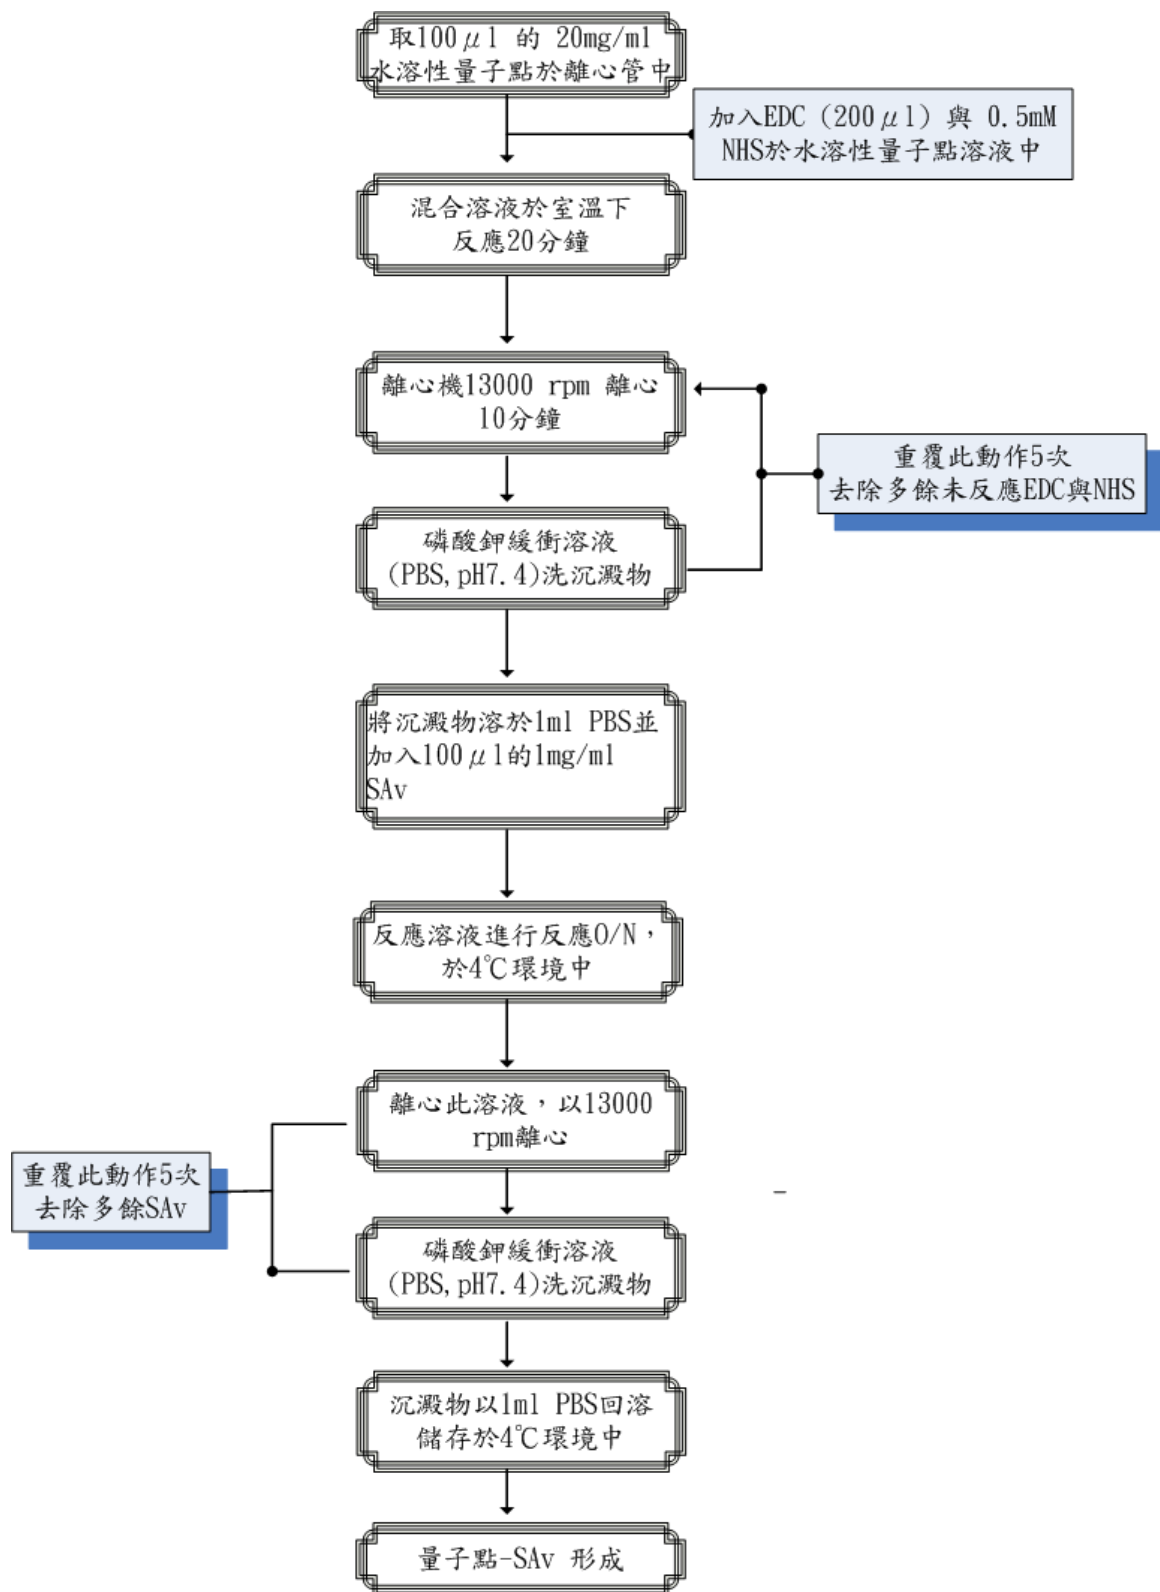 取100μl 的 20mg/ml
水溶性量子點於離心管中
加入EDC (200μl) 與 0.5mM
NHS於水溶性量子點溶液中
混合溶液於室溫下
反應20分鐘
離心機13000 rpm 離心
10分鐘
重覆此動作5次
去除多餘未反應EDC與NHS
磷酸鉀緩衝溶液
(PBS,pH7.4)洗沉澱物
將沉澱物溶於1ml PBS並
加入100μl的1mg/ml
SAv
反應溶液進行反應O/N，
於4℃環境中
離心此溶液，以13000
rpm離心
重覆此動作5次
去除多餘SAv
磷酸鉀緩衝溶液
(PBS,pH7.4)洗沉澱物
沉澱物以1ml PBS回溶
儲存於4℃環境中
量子點-SAv 形成